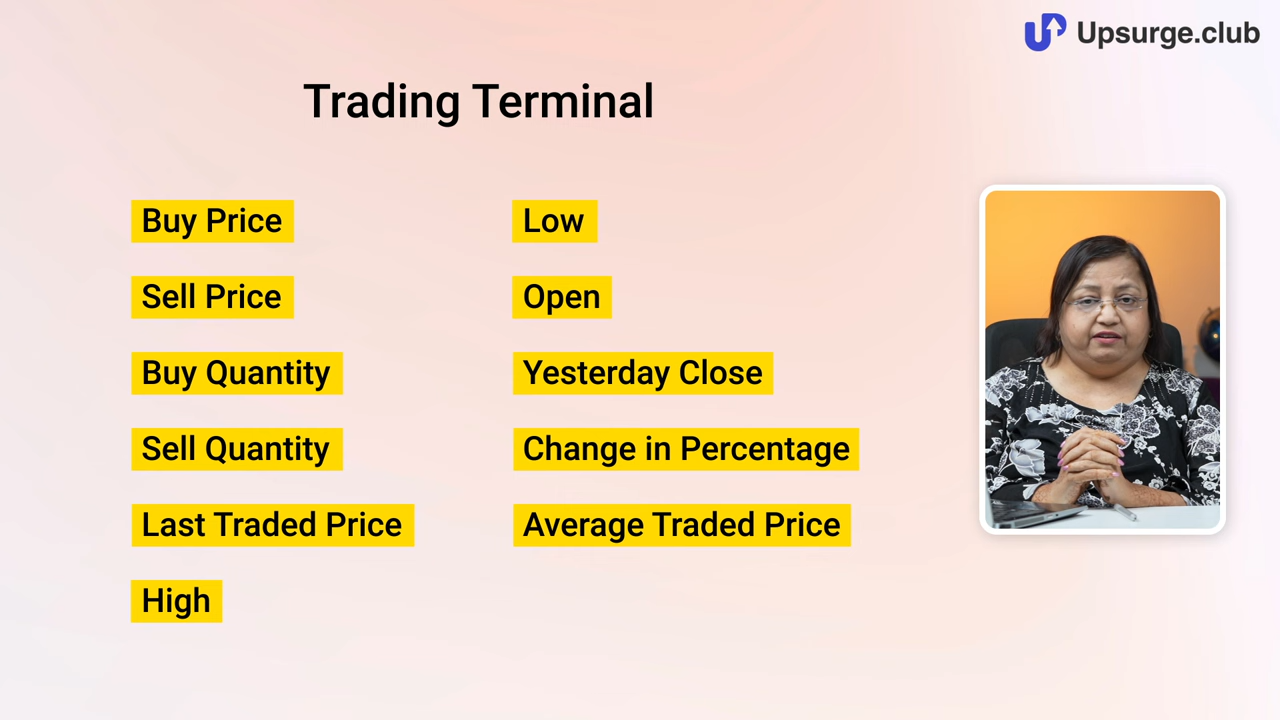 Upsurge.club
Trading Terminal
Buy Price
Sell Price
Buy Quantity
Sell Quantity
Last Traded Price
High
Low
Open
Yesterday Close
Change in Percentage
Average Traded Price